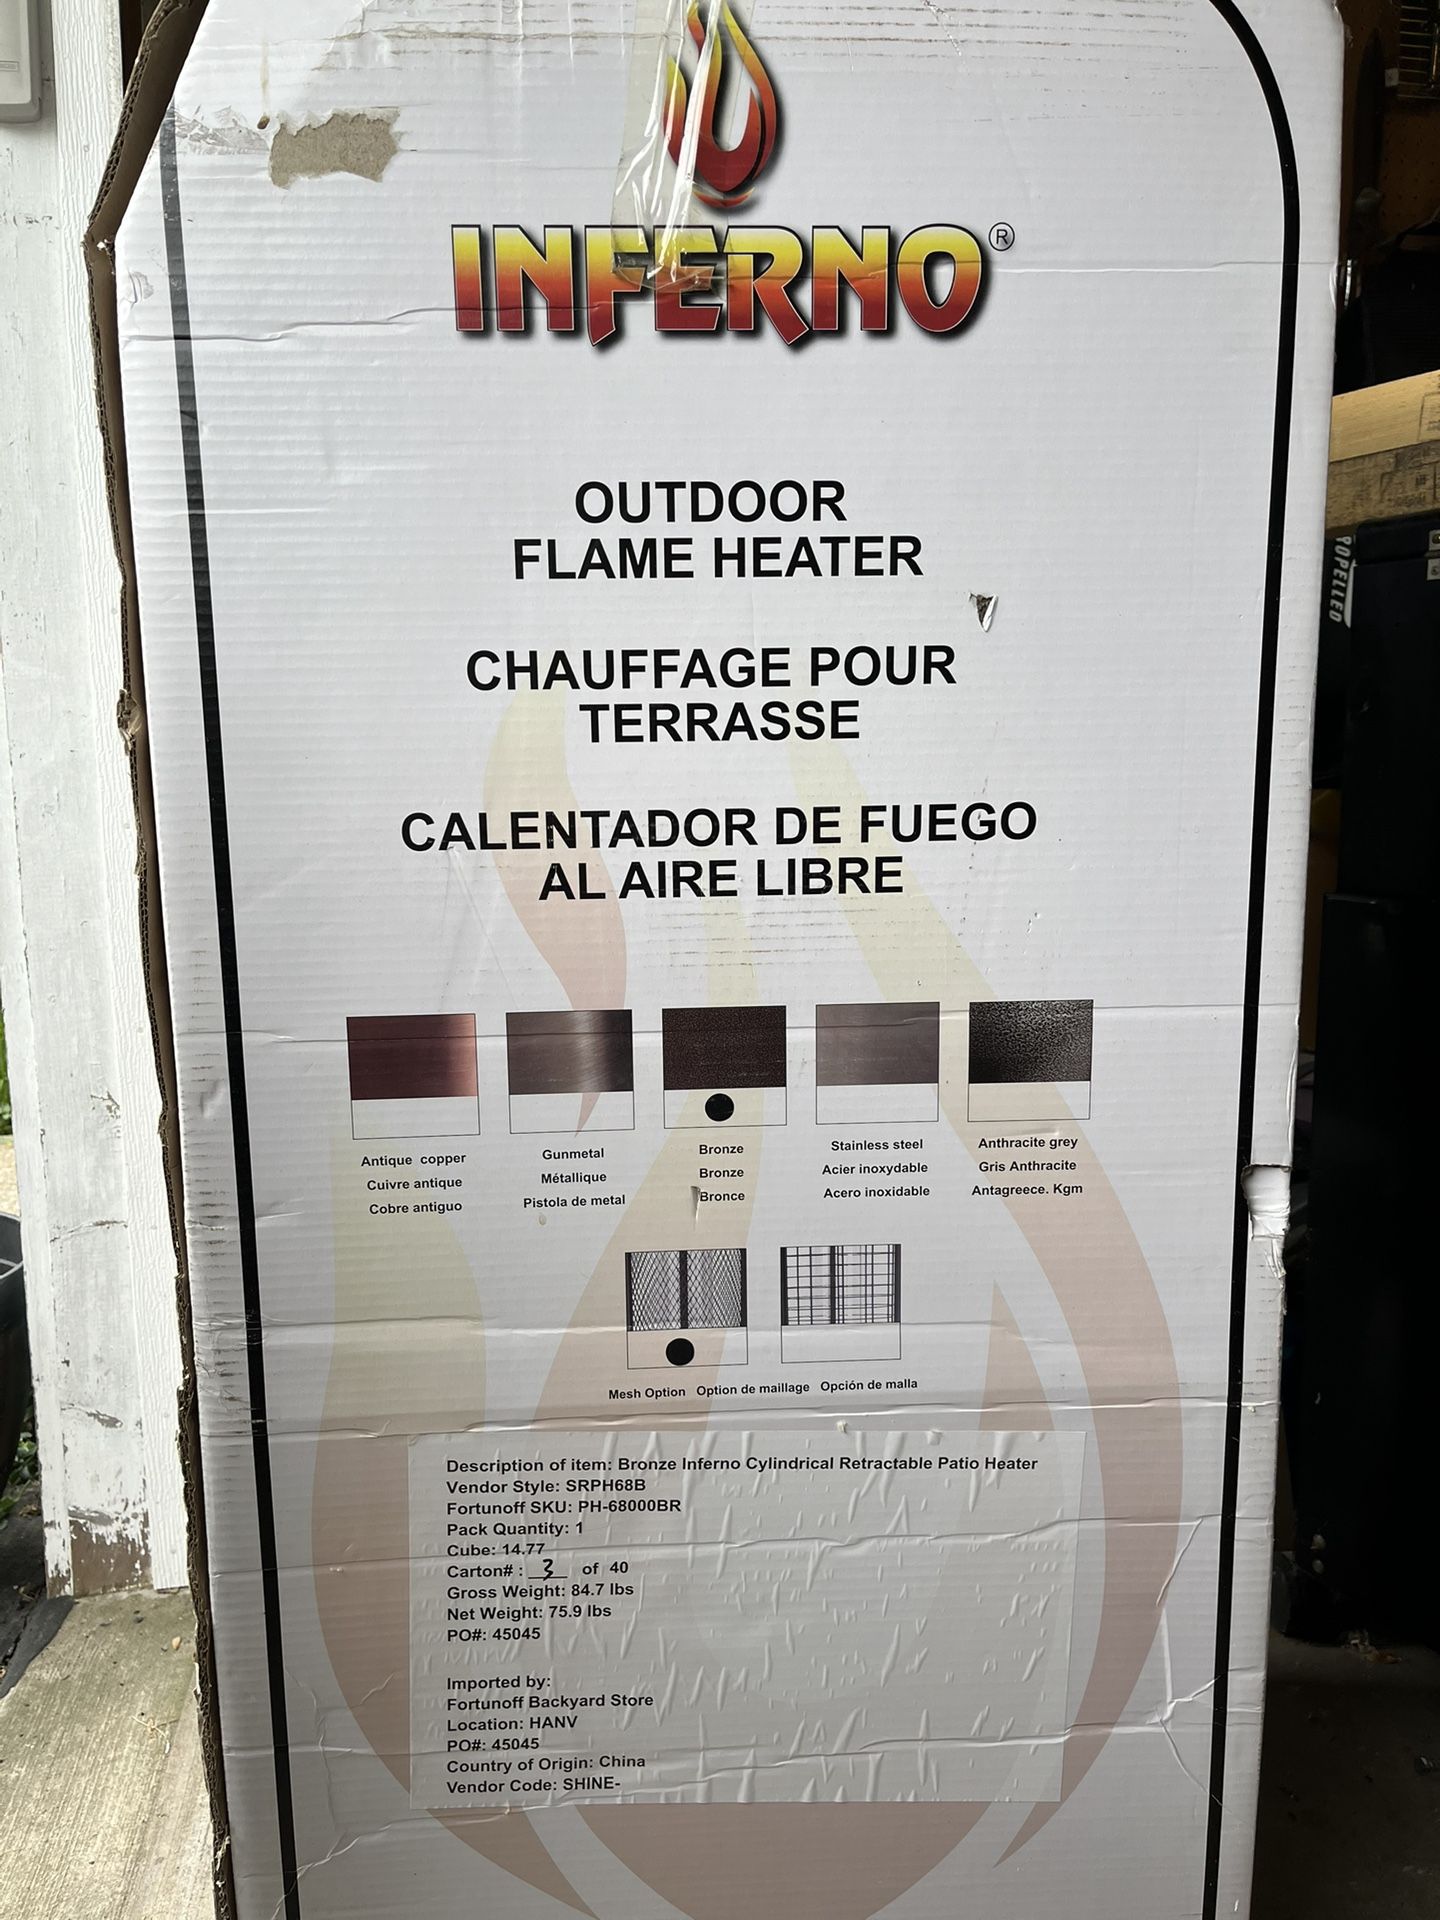 INFERNO®
OUTDOOR
FLAME HEATER
CHAUFFAGE POUR
TERRASSE
CALENTADOR DE FUEGO
AL AIRE LIBRE
Antique copper
Cuivre antique
Cobre antiguo
Gunmetal
Métallique
Pistola de metal
Bronze
Bronze
Bronce
Stainless steel
Acier inoxydable
Acero inoxidable
Anthracite grey
Gris Anthracite
Antagreece. Kgm
Mesh Option Option de maillage Opción de malla
Description of item: Bronze Inferno Cylindrical Retractable Patio Heater
Vendor Style: SRPH68B
Fortunoff SKU: PH-68000BR
Pack Quantity: 1
Cube: 14.77
Carton# : 3 of 40
Gross Weight: 84.7 lbs
Net Weight: 75.9 lbs
PO#: 45045
Imported by:
Fortunoff Backyard Store
Location: HANV
PO#: 45045
Country of Origin: China
Vendor Code: SHINE-
ROPELLED